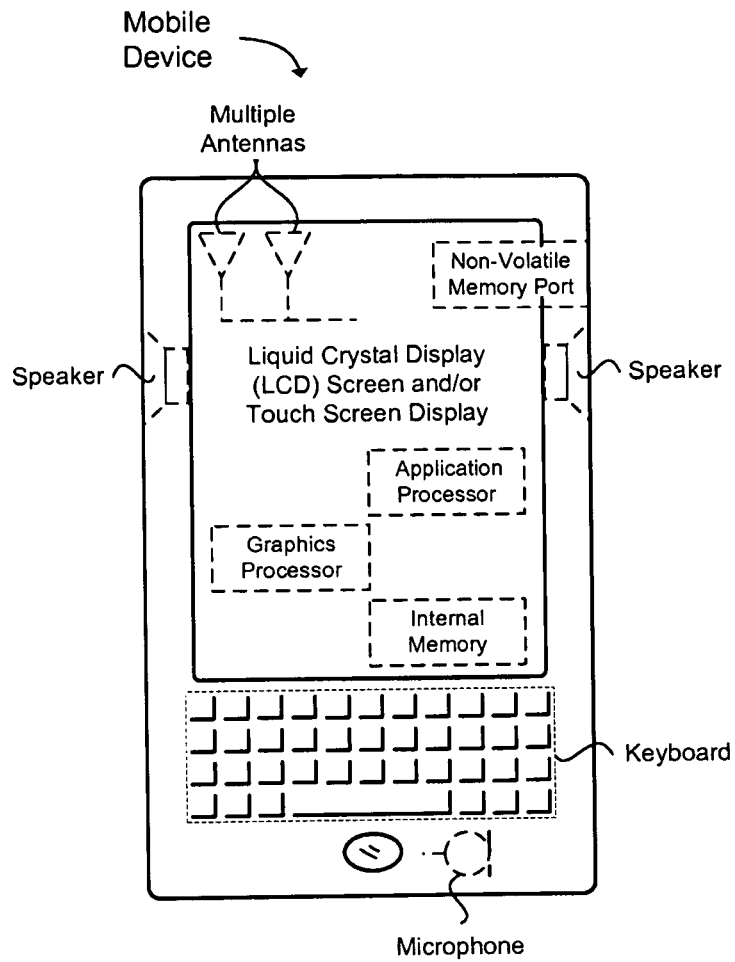 Mobile
Device
Multiple
Antennas
Non-Volatile
Memory Port
Speaker
Liquid Crystal Display
(LCD) Screen and/or
Touch Screen Display
Speaker
Application
Processor
Graphics
Processor
Internal
Memory
Keyboard
Microphone